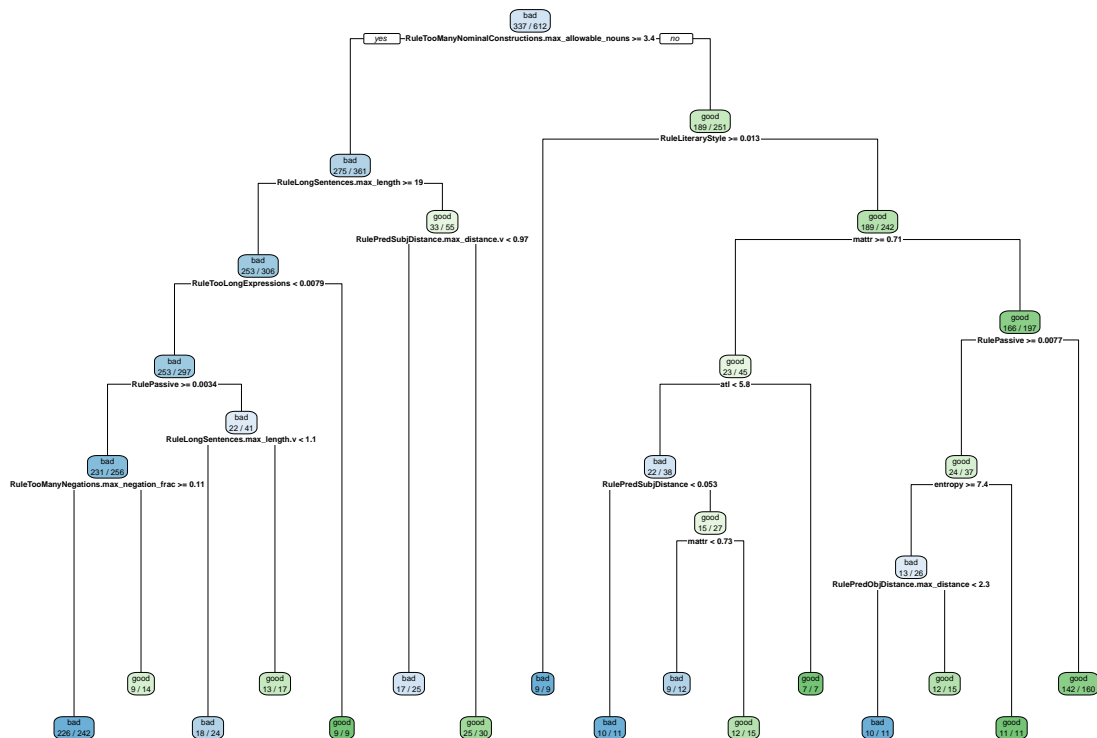 bad
337 / 612
yes
RuleTooManyNominalConstructions.max_allowable_nouns >= 3.4
no
good
189 / 251
RuleLiteraryStyle >= 0.013
bad
275 / 361
RuleLongSentences.max_length >= 19
good
33 / 55
RulePredSubjDistance.max_distance.v < 0.97
good
189 / 242
mattr >= 0.71
bad
253 / 306
RuleTooLongExpressions < 0.0079
good
166 / 197
RulePassive >= 0.0077
bad
253 / 297
RulePassive >= 0.0034
good
23 / 45
atl < 5.8
bad
22 / 41
RuleLongSentences.max_length.v < 1.1
bad
231 / 256
RuleTooManyNegations.max_negation_frac >= 0.11
bad
22 / 38
RulePredSubjDistance < 0.053
good
24 / 37
entropy >= 7.4
good
15 / 27
mattr < 0.73
bad
13 / 26
RulePredObjDistance.max_distance < 2.3
good
9 / 14
good
13 / 17
bad
17 / 25
bad
9 / 9
bad
9 / 12
good
7 / 7
good
12 / 15
good
142 / 160
bad
226 / 242
bad
18 / 24
good
9 / 9
good
25 / 30
bad
10 / 11
good
12 / 15
bad
10 / 11
good
11 / 11